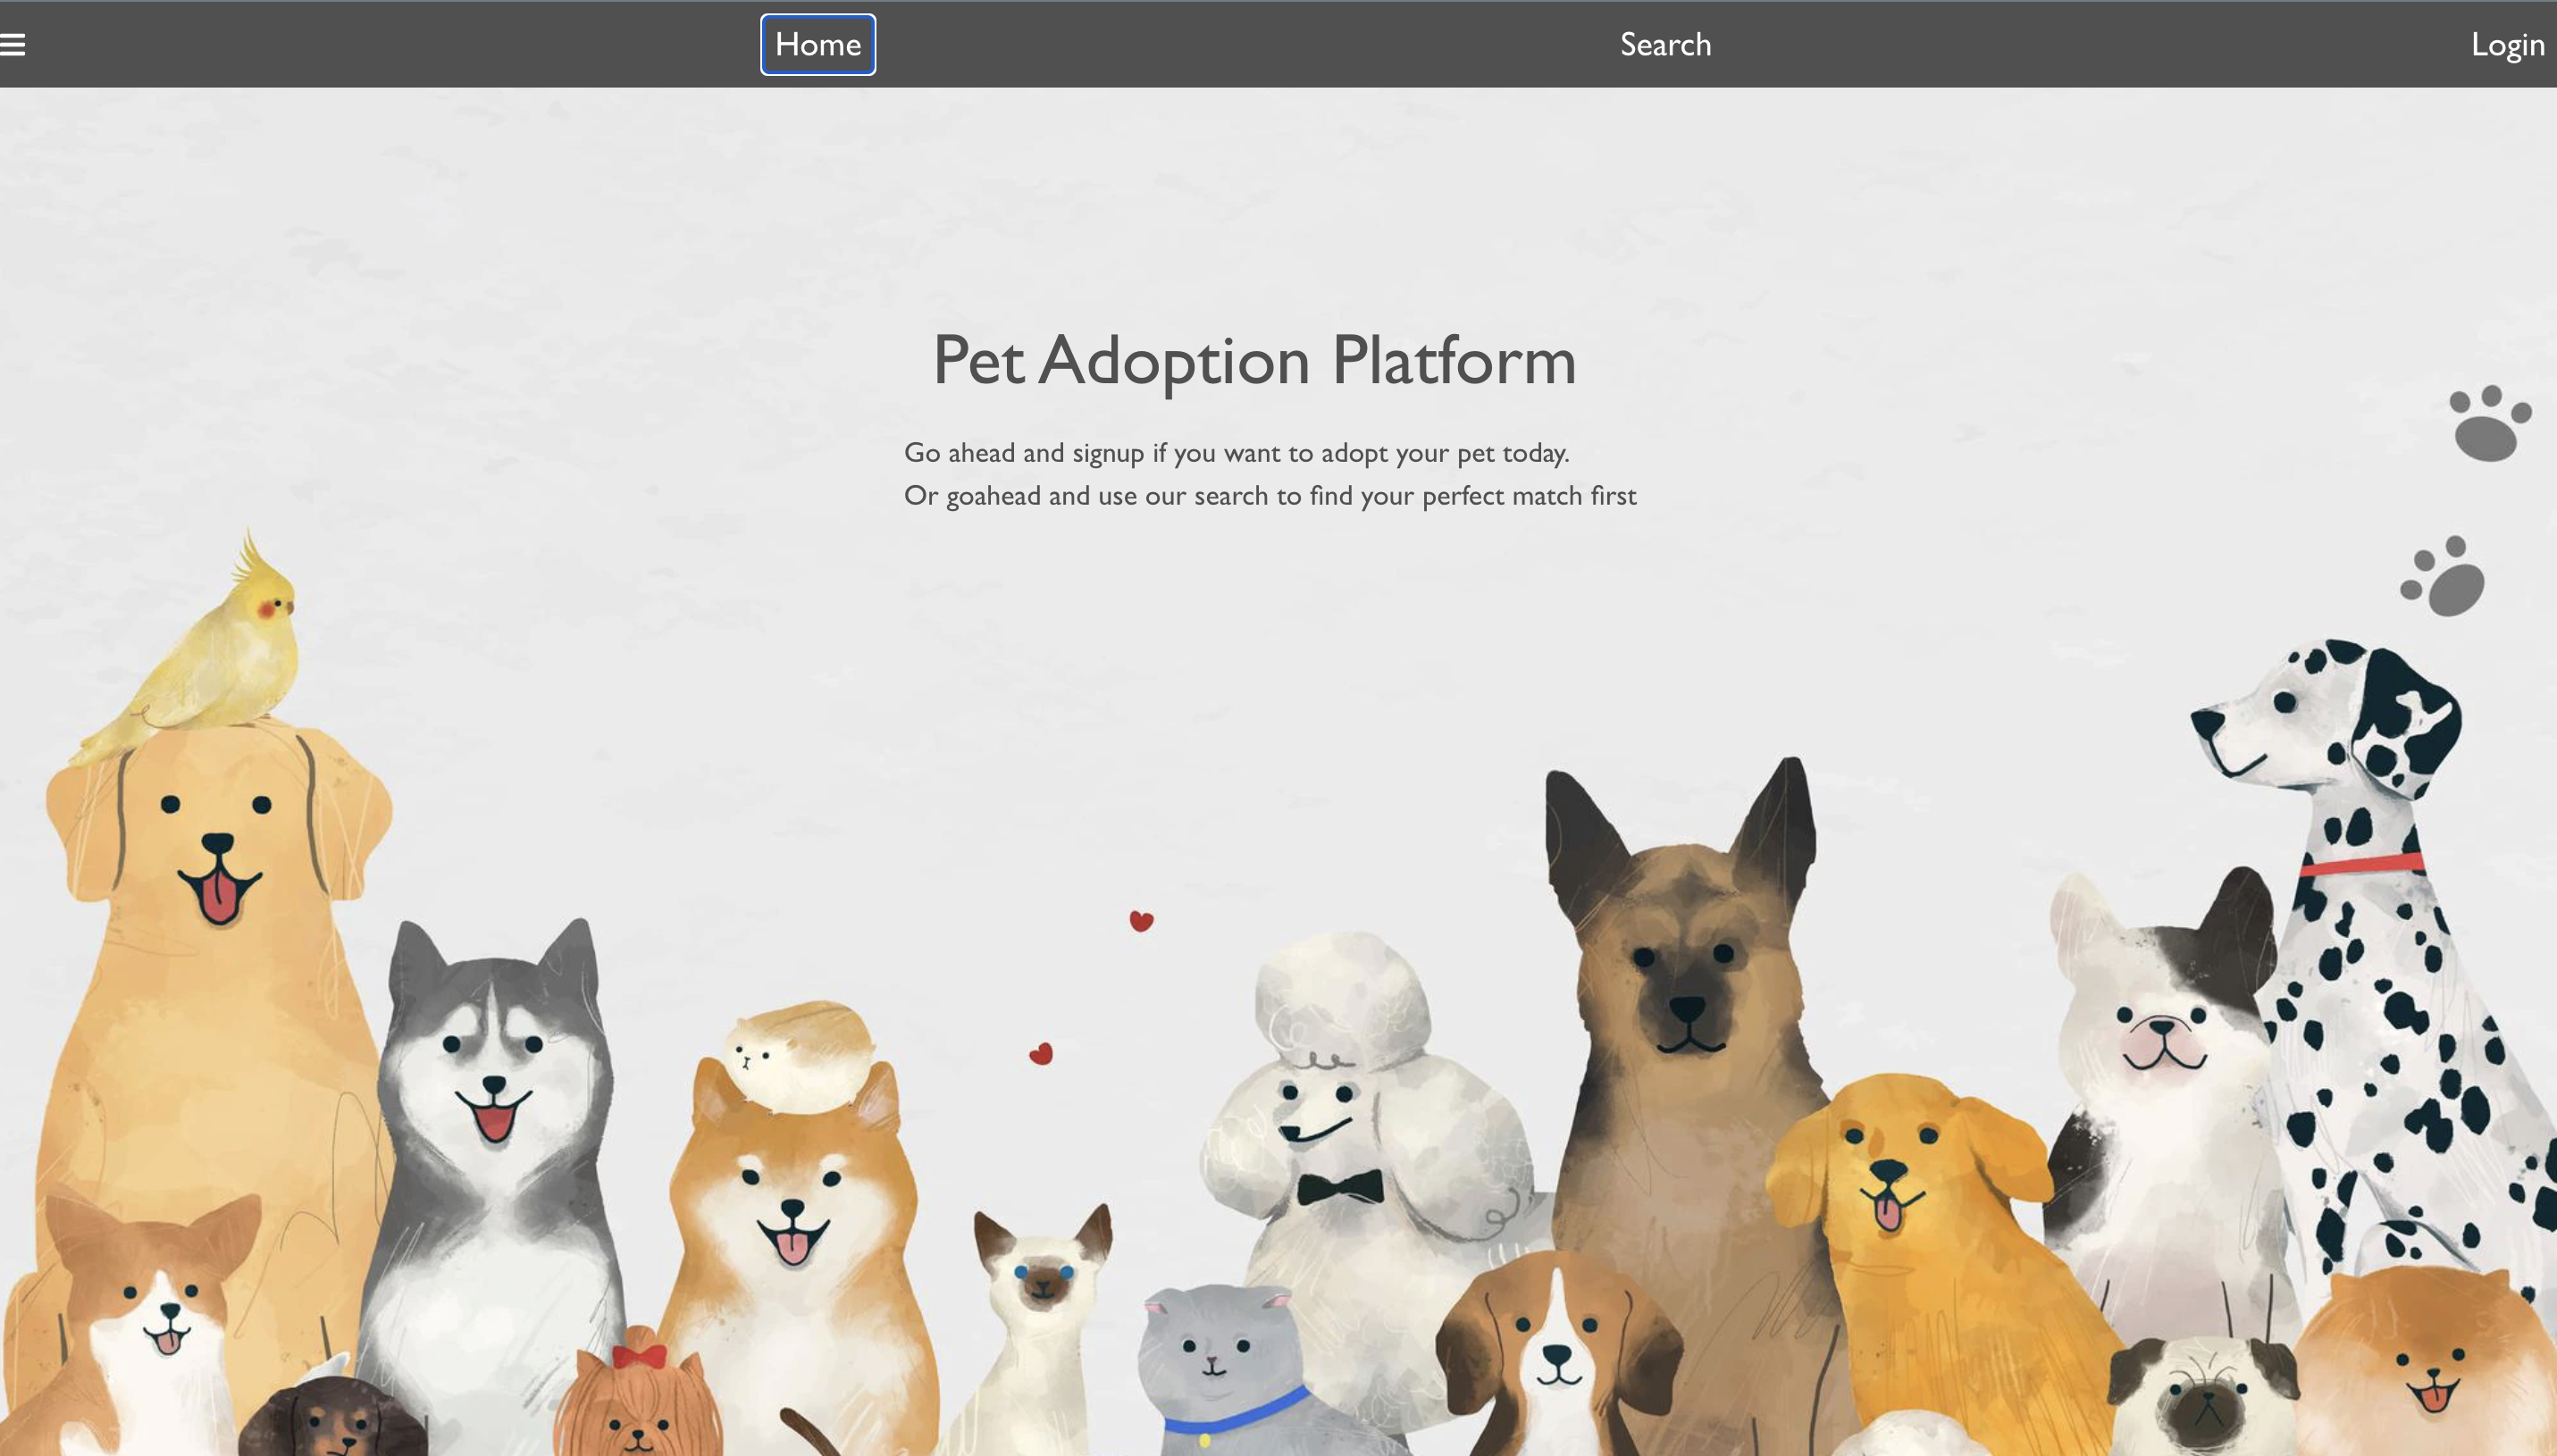 Home Search Login
Pet Adoption Platform
Go ahead and signup if you want to adopt your pet today.
Or goahead and use our search to find your perfect match first